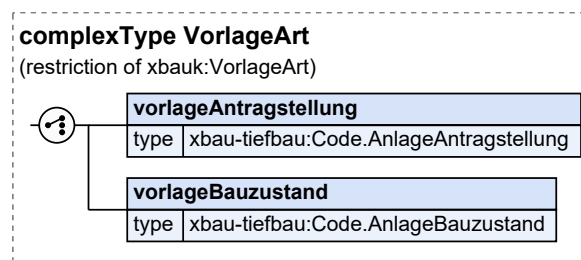 complexType VorlageArt
(restriction of xbauk:VorlageArt)
vorlageAntragstellung
type xbau-tiefbau:Code.AnlageAntragstellung
vorlageBauzustand
type xbau-tiefbau:Code.AnlageBauzustand